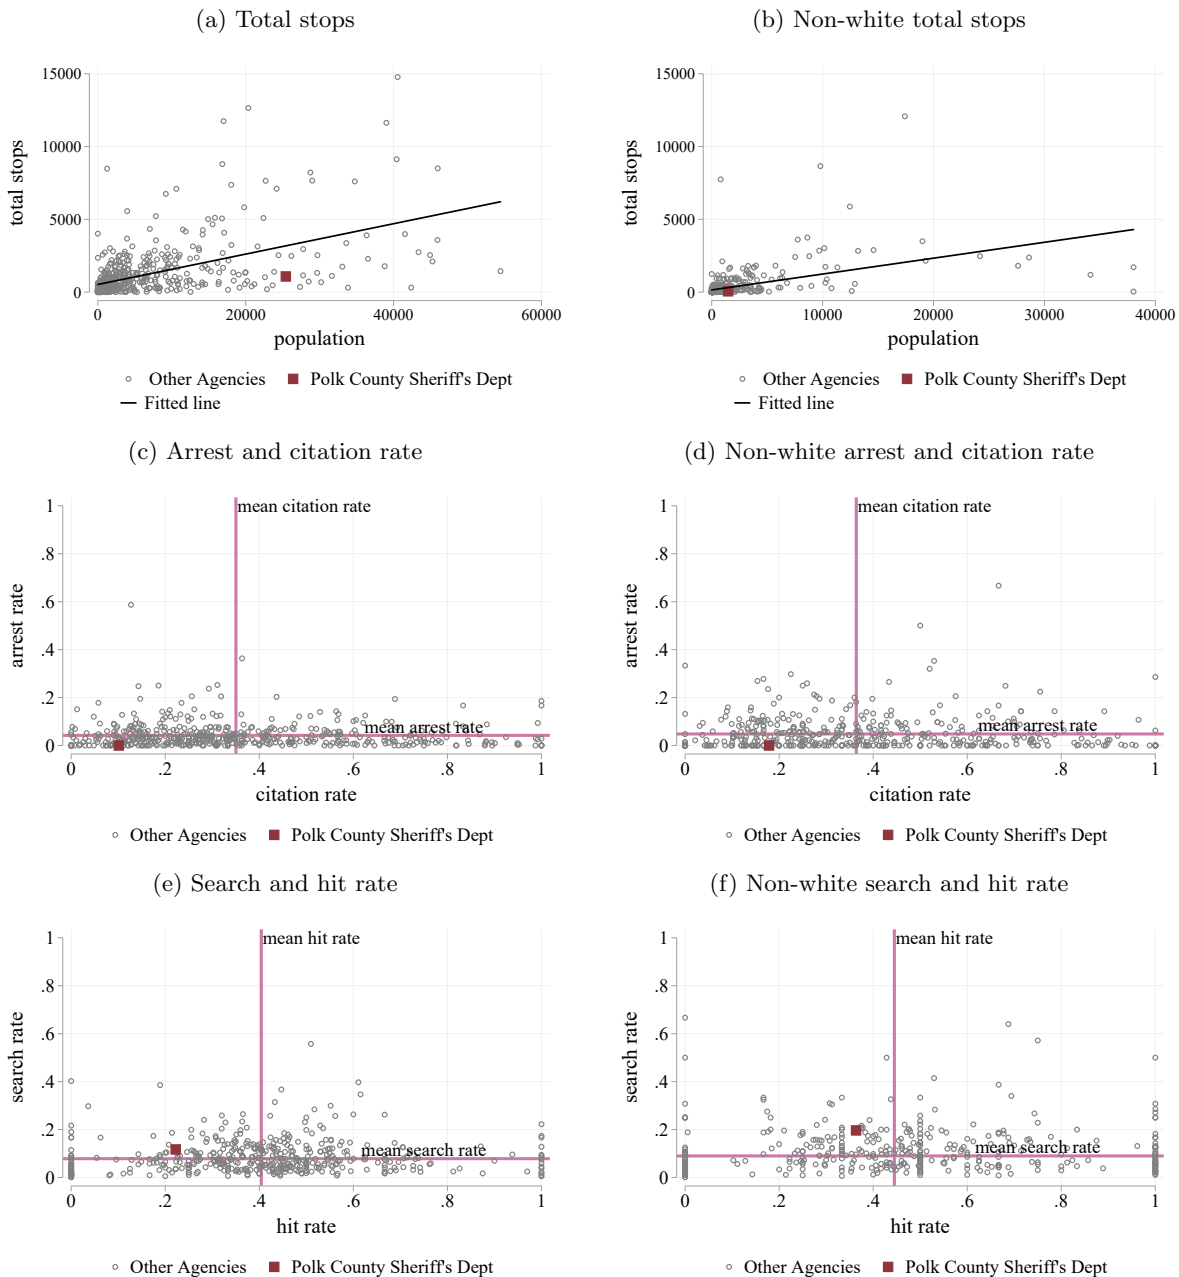 (a) Total stops
(b) Non-white total stops
15000
10000
5000
0
total stops
0 20000 40000 60000
population
Other Agencies Polk County Sheriff's Dept
Fitted line
15000
10000
5000
0
total stops
0 10000 20000 30000 40000
population
Other Agencies Polk County Sheriff's Dept
Fitted line
(c) Arrest and citation rate
(d) Non-white arrest and citation rate
1
.8
.6
.4
.2
0
arrest rate
mean citation rate
mean arrest rate
0 .2 .4 .6 .8 1
citation rate
Other Agencies Polk County Sheriff's Dept
1
.8
.6
.4
.2
0
arrest rate
mean citation rate
mean arrest rate
0 .2 .4 .6 .8 1
citation rate
Other Agencies Polk County Sheriff's Dept
(e) Search and hit rate
(f) Non-white search and hit rate
1
.8
.6
.4
.2
0
search rate
mean hit rate
mean search rate
0 .2 .4 .6 .8 1
hit rate
Other Agencies Polk County Sheriff's Dept
1
.8
.6
.4
.2
0
search rate
mean hit rate
mean search rate
0 .2 .4 .6 .8 1
hit rate
Other Agencies Polk County Sheriff's Dept